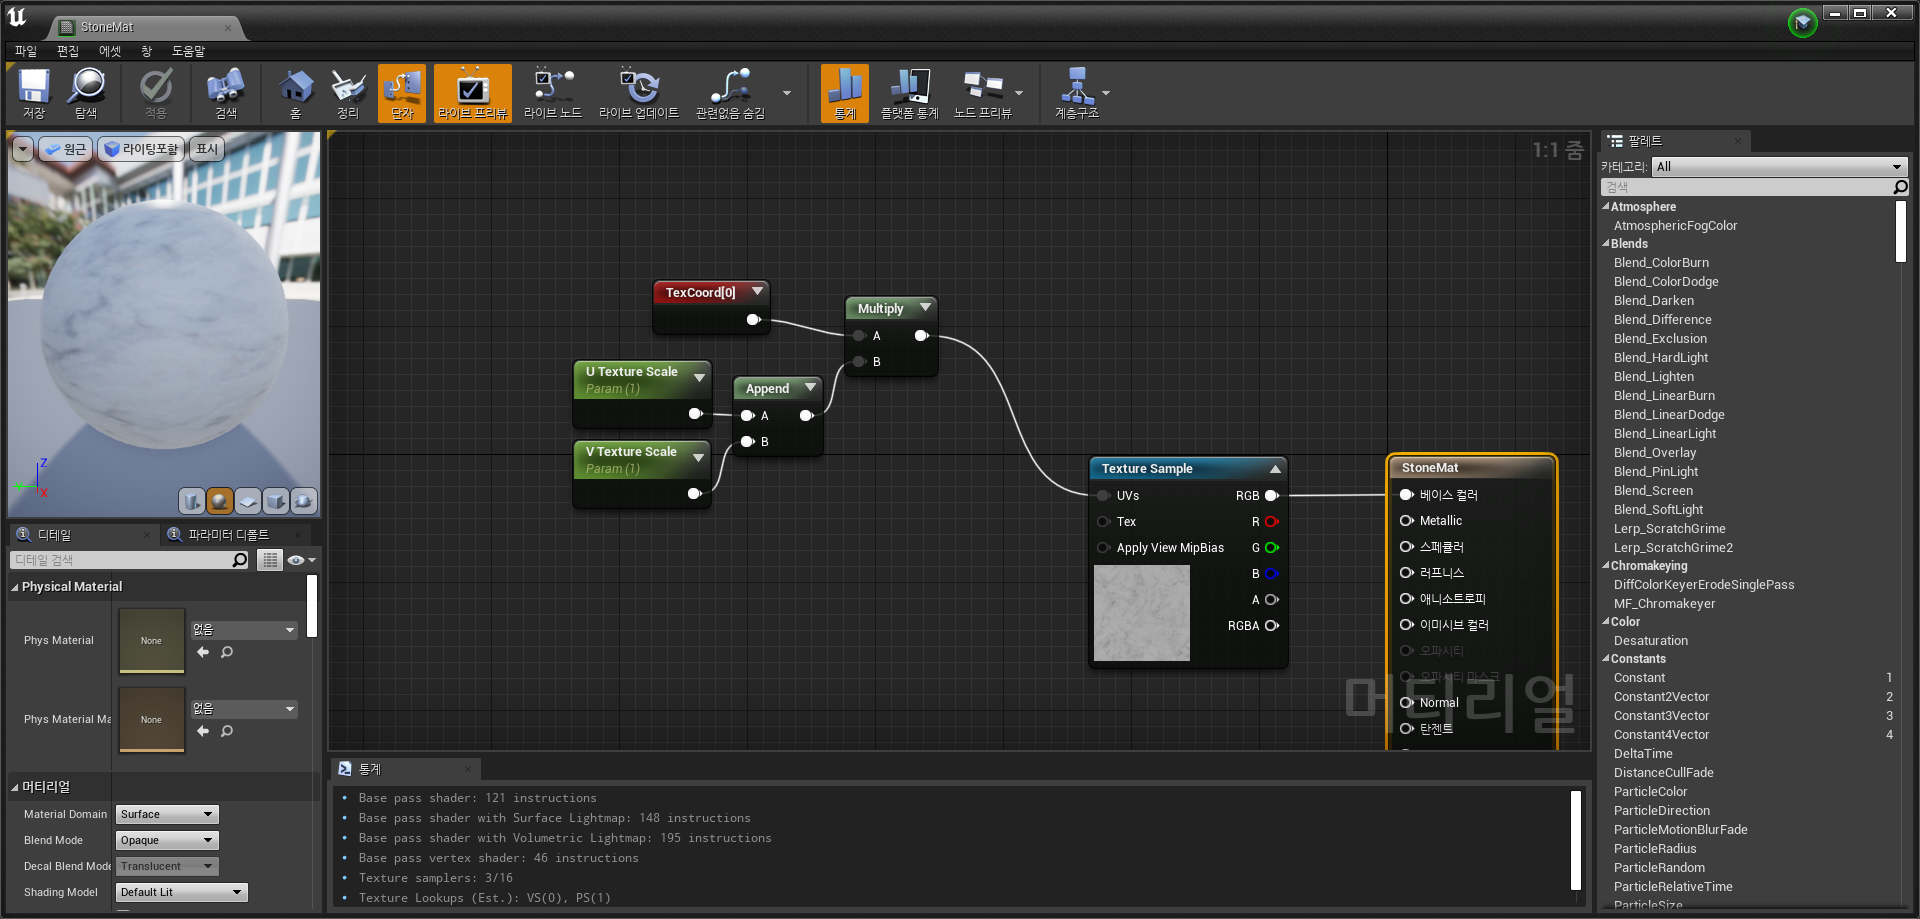 StoneMat
파일 편집 에셋 창 도움말
저장 탐색 적용 검색 홈 정리 단자 라이브 프리뷰 라이브 노드 라이브 업데이트 관련없음 숨김 통계 플랫폼 통계 노드 프리뷰 계층구조
원근 라이팅포함 표시
Z
X
디테일 파라미터 디폴트
디테일 검색
Physical Material
Phys Material None 없음
Phys Material Ma None 없음
머티리얼
Material Domain Surface
Blend Mode Opaque
Decal Blend Mode Translucent
Shading Model Default Lit
1:1 줌
TexCoord[0]
Multiply
A
B
U Texture Scale
Param (1)
Append
A
B
V Texture Scale
Param (1)
Texture Sample
UVs RGB
Tex R
Apply View MipBias G
B
A
RGBA
StoneMat
베이스 컬러
Metallic
스페큘러
러프니스
애니소트로피
이미시브 컬러
오파시티
오파시티 마스크
Normal
탄젠트
머티리얼
통계
Base pass shader: 121 instructions
Base pass shader with Surface Lightmap: 148 instructions
Base pass shader with Volumetric Lightmap: 195 instructions
Base pass vertex shader: 46 instructions
Texture samplers: 3/16
Texture Lookups (Est.): VS(0), PS(1)
팔레트
카테고리: All
검색
Atmosphere
AtmosphericFogColor
Blends
Blend_ColorBurn
Blend_ColorDodge
Blend_Darken
Blend_Difference
Blend_Exclusion
Blend_HardLight
Blend_Lighten
Blend_LinearBurn
Blend_LinearDodge
Blend_LinearLight
Blend_Overlay
Blend_PinLight
Blend_Screen
Blend_SoftLight
Lerp_ScratchGrime
Lerp_ScratchGrime2
Chromakeying
DiffColorKeyerErodeSinglePass
MF_Chromakeyer
Color
Desaturation
Constants
Constant 1
Constant2Vector 2
Constant3Vector 3
Constant4Vector 4
DeltaTime
DistanceCullFade
ParticleColor
ParticleDirection
ParticleMotionBlurFade
ParticleRadius
ParticleRandom
ParticleRelativeTime
ParticleSize